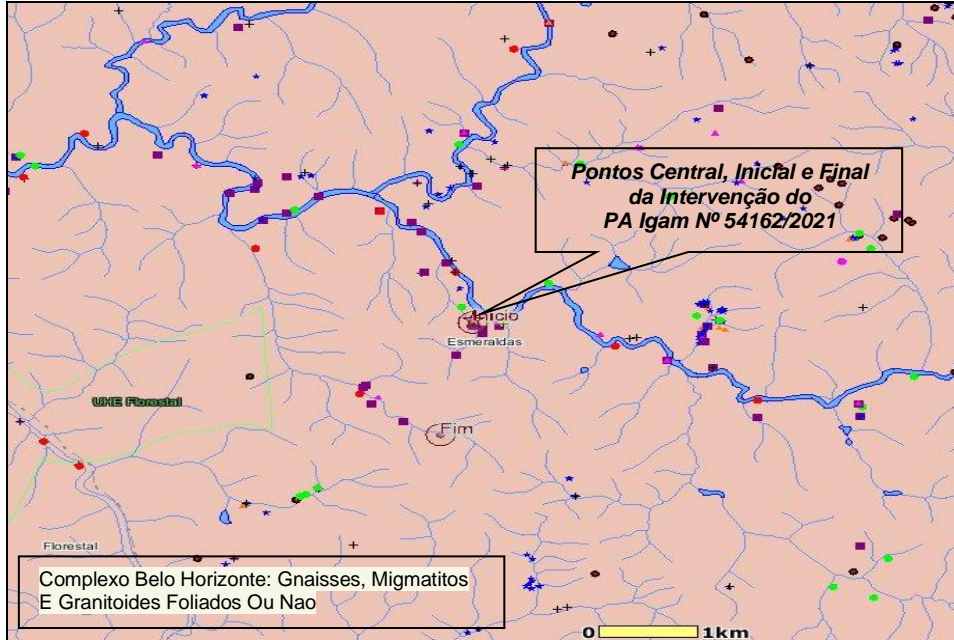 Pontos Central, Inicial e Final
da Intervenção do
PA Igam Nº 54162/2021
Inicio
Esmeraldas
UHE Florestal
Fim
Florestal
Complexo Belo Horizonte: Gnaisses, Migmatitos
E Granitoides Foliados Ou Nao
0 1km